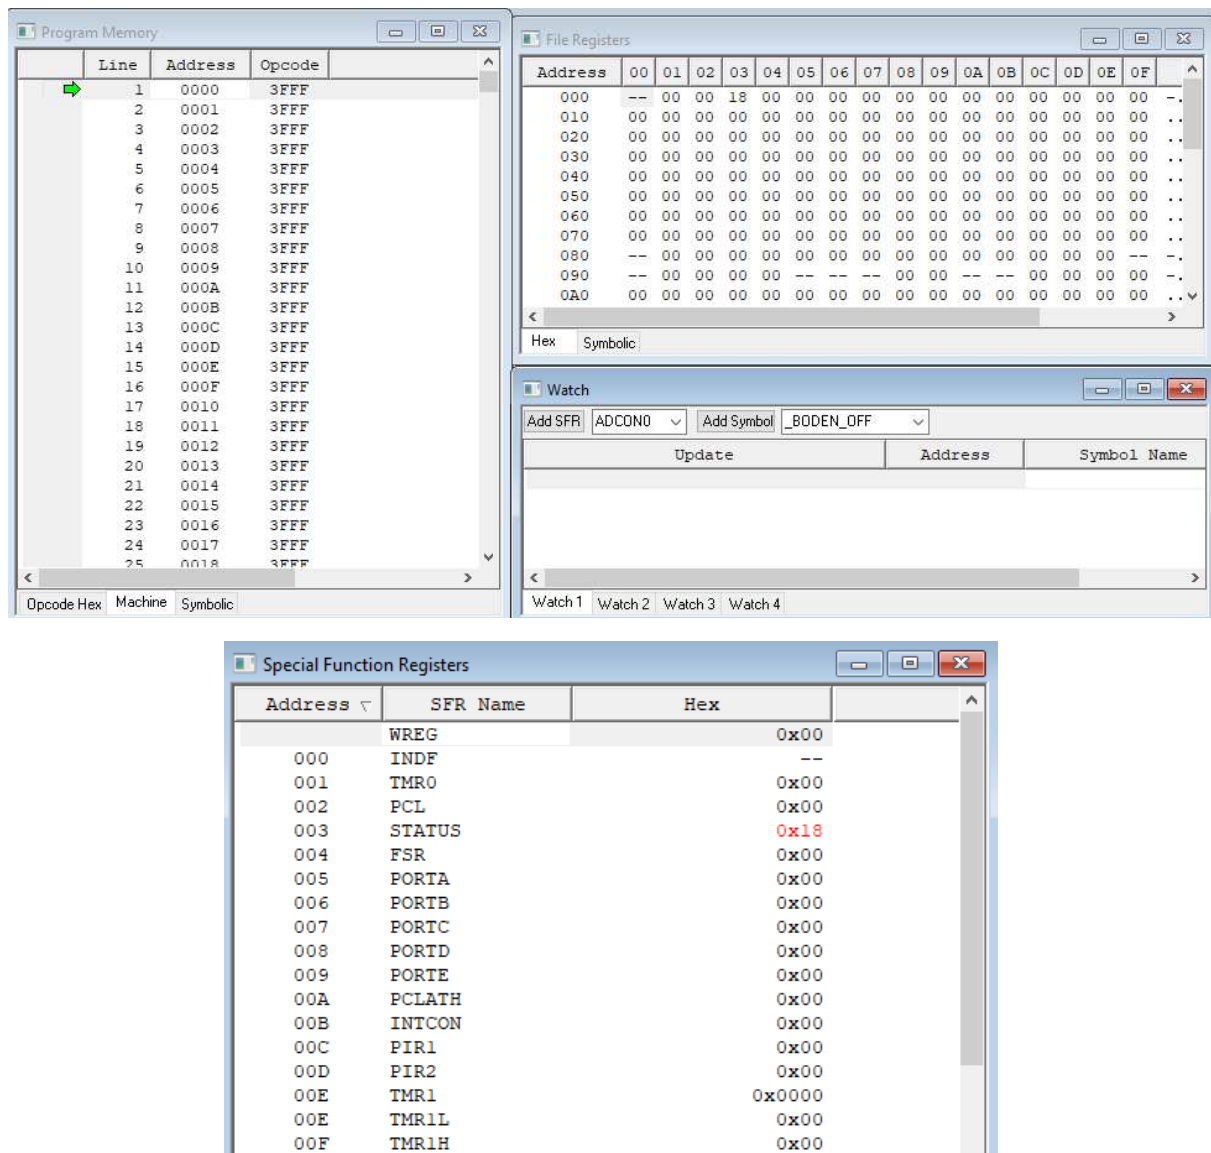 Program Memory
Line Address Opcode
1 0000 3FFF
2 0001 3FFF
3 0002 3FFF
4 0003 3FFF
5 0004 3FFF
6 0005 3FFF
7 0006 3FFF
8 0007 3FFF
9 0008 3FFF
10 0009 3FFF
11 000A 3FFF
12 000B 3FFF
13 000C 3FFF
14 000D 3FFF
15 000E 3FFF
16 000F 3FFF
17 0010 3FFF
18 0011 3FFF
19 0012 3FFF
20 0013 3FFF
21 0014 3FFF
22 0015 3FFF
23 0016 3FFF
24 0017 3FFF
25 0018 3FFF
Opcode Hex Machine Symbolic
File Registers
Address 00 01 02 03 04 05 06 07 08 09 0A 0B 0C 0D 0E 0F
000 -- 00 00 18 00 00 00 00 00 00 00 00 00 00 00 00 -.
010 00 00 00 00 00 00 00 00 00 00 00 00 00 00 00 00 ..
020 00 00 00 00 00 00 00 00 00 00 00 00 00 00 00 00 ..
030 00 00 00 00 00 00 00 00 00 00 00 00 00 00 00 00 ..
040 00 00 00 00 00 00 00 00 00 00 00 00 00 00 00 00 ..
050 00 00 00 00 00 00 00 00 00 00 00 00 00 00 00 00 ..
060 00 00 00 00 00 00 00 00 00 00 00 00 00 00 00 00 ..
070 00 00 00 00 00 00 00 00 00 00 00 00 00 00 00 00 ..
080 -- 00 00 00 00 00 00 00 00 00 00 00 00 00 00 -- -.
090 -- 00 00 00 00 -- -- -- 00 00 -- -- 00 00 00 00 -.
0A0 00 00 00 00 00 00 00 00 00 00 00 00 00 00 00 00 ..
Hex Symbolic
Watch
Add SFR ADCON0 Add Symbol _BODEN_OFF
Update Address Symbol Name
Watch 1 Watch 2 Watch 3 Watch 4
Special Function Registers
Address SFR Name Hex
WREG 0x00
000 INDF --
001 TMR0 0x00
002 PCL 0x00
003 STATUS 0x18
004 FSR 0x00
005 PORTA 0x00
006 PORTB 0x00
007 PORTC 0x00
008 PORTD 0x00
009 PORTE 0x00
00A PCLATH 0x00
00B INTCON 0x00
00C PIR1 0x00
00D PIR2 0x00
00E TMR1 0x0000
00E TMR1L 0x00
00F TMR1H 0x00